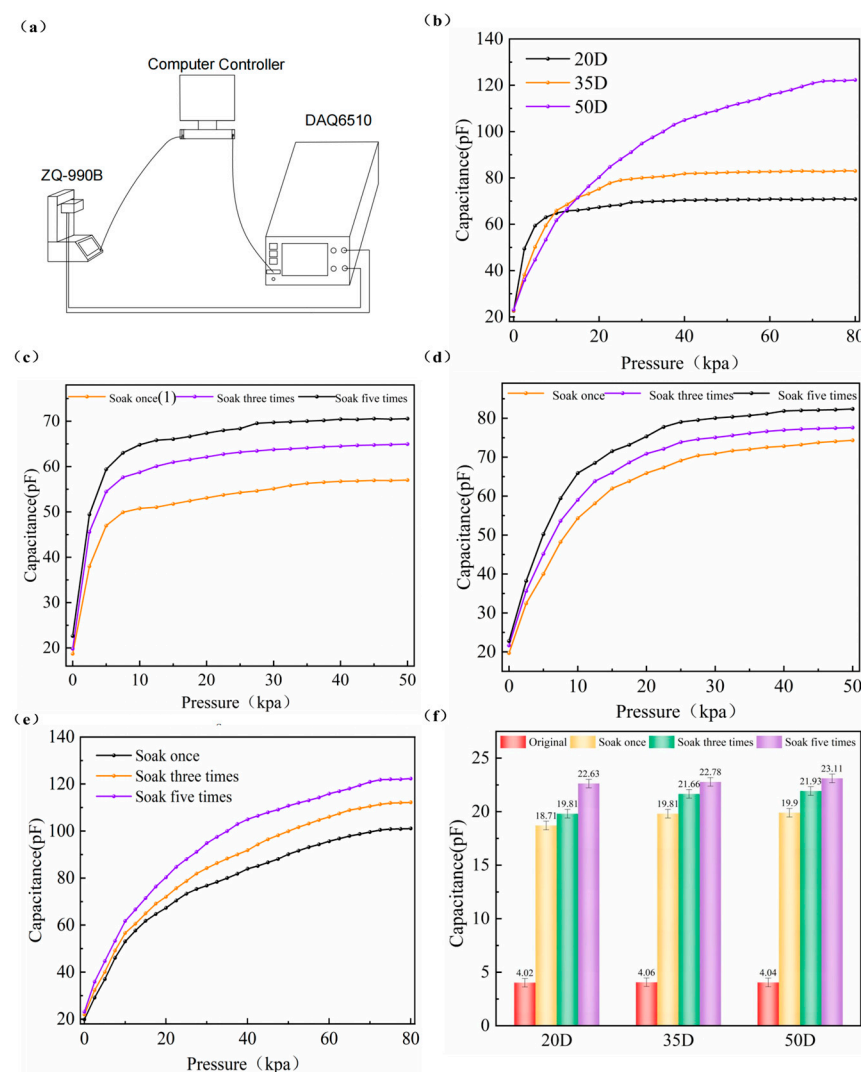 （a）
Computer Controller
DAQ6510
ZQ-990B
（b）
140
120
100
80
60
40
20
0 20 40 60 80
Capacitance(pF)
Pressure（kpa）
20D
35D
50D
（c）
Soak once(1) Soak three times Soak five times
70
60
50
40
30
20
0 10 20 30 40 50
Capacitance(pF)
Pressure（kpa）
（d）
Soak once Soak three times Soak five times
80
70
60
50
40
30
20
0 10 20 30 40 50
Capacitance(pF)
Pressure（kpa）
（e）
140
120
100
80
60
40
20
0 20 40 60 80
Capacitance(pF)
Pressure（kpa）
Soak once
Soak three times
Soak five times
（f）
Original Soak once Soak three times Soak five times
25
20
15
10
5
0
Capacitance(pF)
4.02 18.71 19.81 22.63
4.06 19.81 21.66 22.78
4.04 19.9 21.93 23.11
20D 35D 50D